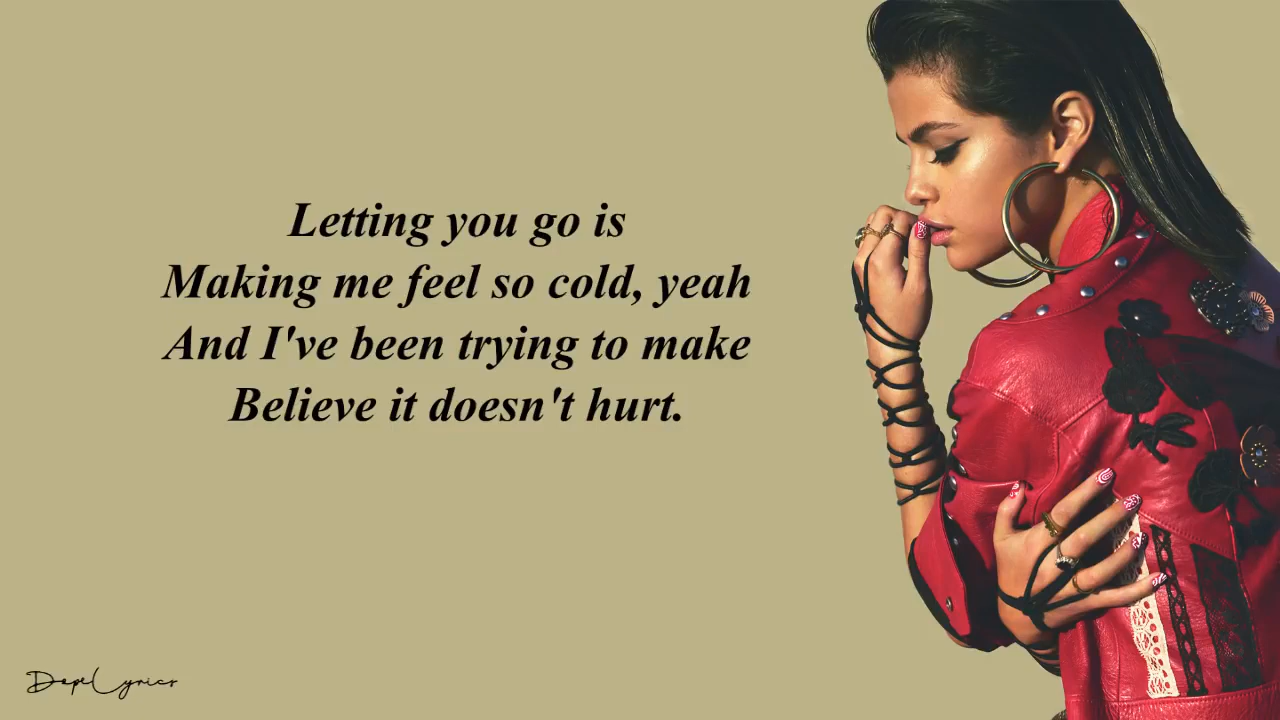 Letting you go is
Making me feel so cold, yeah
And I've been trying to make
Believe it doesn't hurt.
DopeLyrics